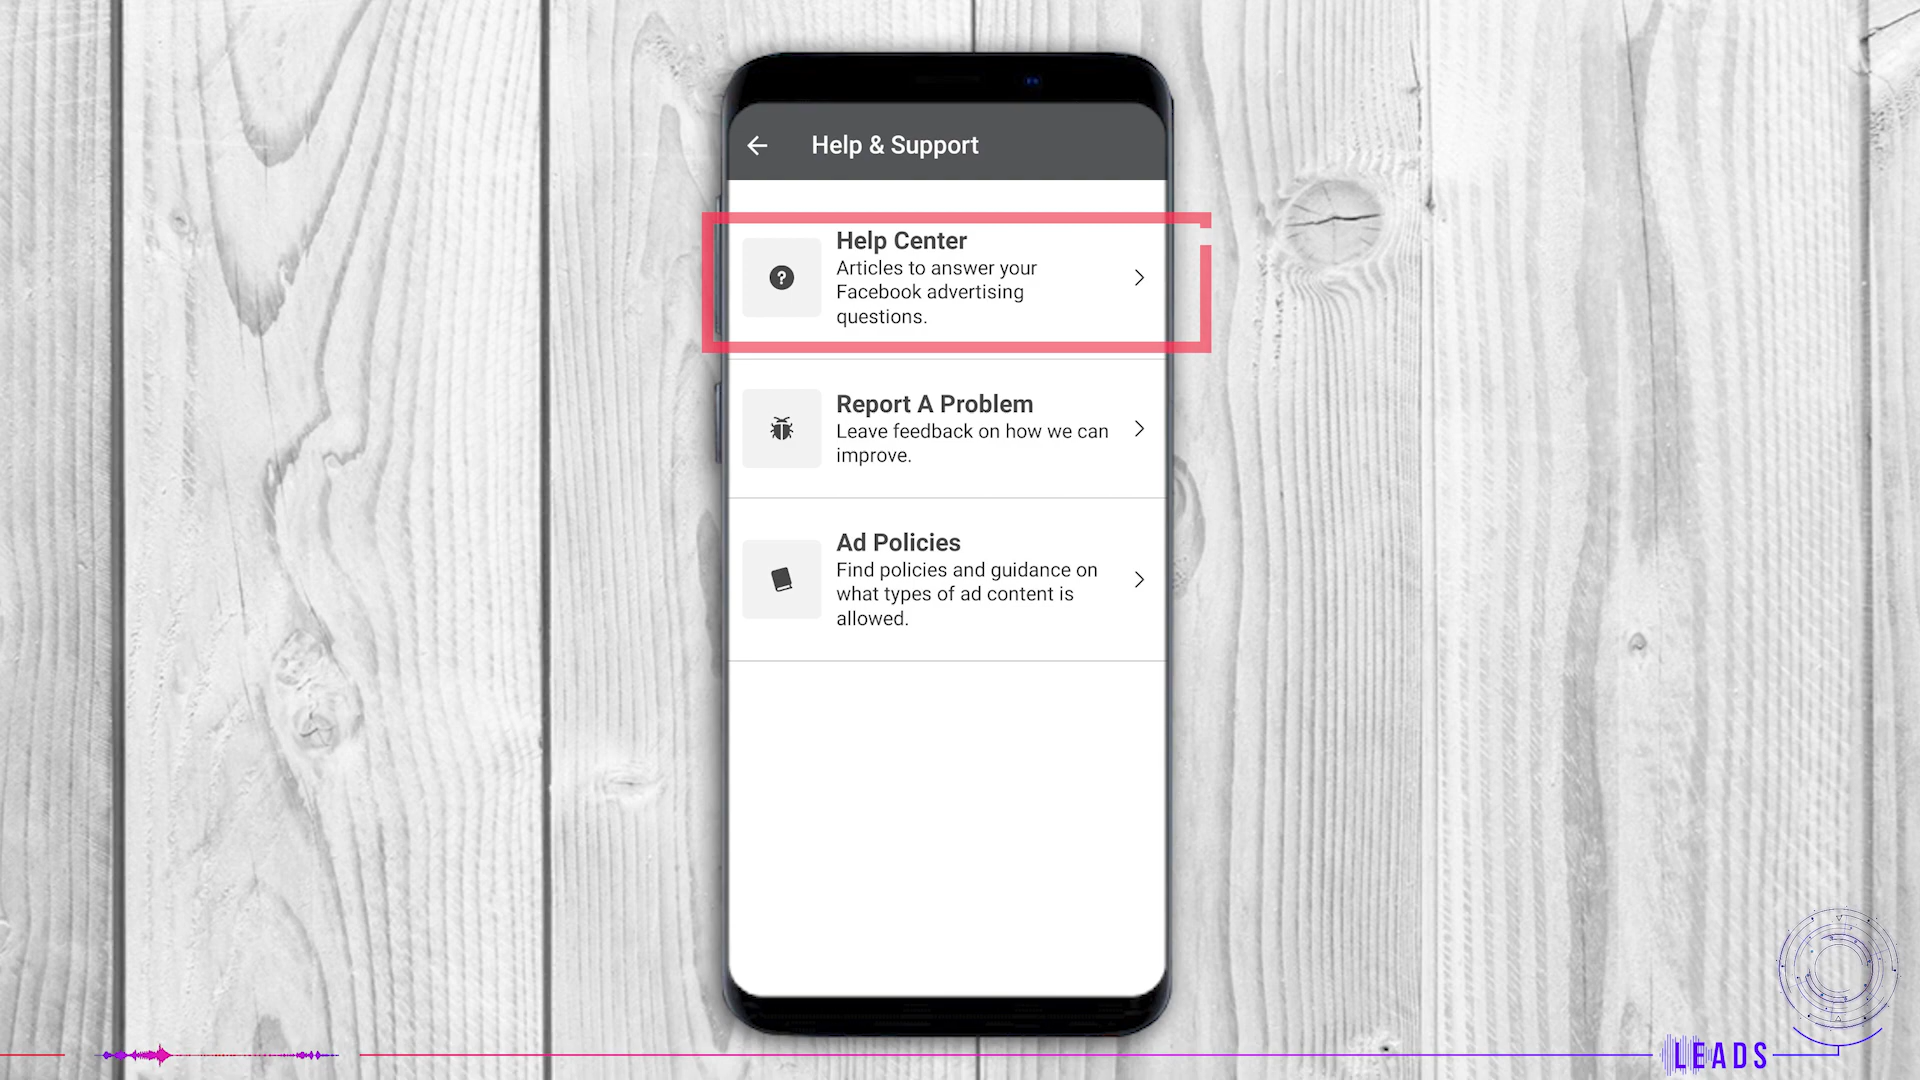 Help & Support
Help Center
Articles to answer your
Facebook advertising
questions.
Report A Problem
Leave feedback on how we can
improve.
Ad Policies
Find policies and guidance on
what types of ad content is
allowed.
LEADS